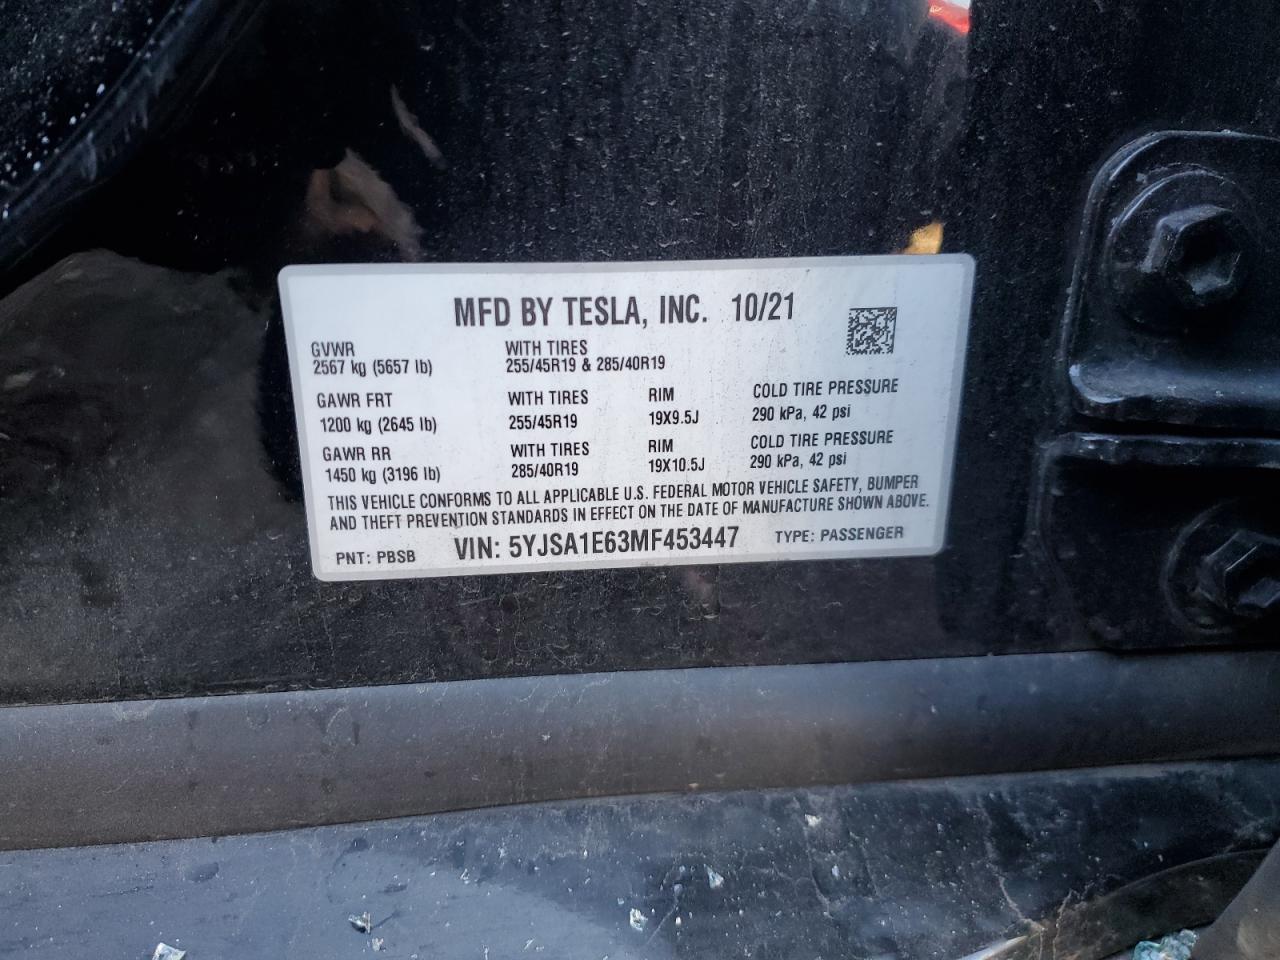 MFD BY TESLA, INC. 10/21
GVWR WITH TIRES
2567 kg (5657 lb) 255/45R19 & 285/40R19
GAWR FRT WITH TIRES RIM COLD TIRE PRESSURE
1200 kg (2645 lb) 255/45R19 19X9.5J 290 kPa, 42 psi
GAWR RR WITH TIRES RIM COLD TIRE PRESSURE
1450 kg (3196 lb) 285/40R19 19X10.5J 290 kPa, 42 psi
THIS VEHICLE CONFORMS TO ALL APPLICABLE U.S. FEDERAL MOTOR VEHICLE SAFETY, BUMPER
AND THEFT PREVENTION STANDARDS IN EFFECT ON THE DATE OF MANUFACTURE SHOWN ABOVE.
PNT: PBSB VIN: 5YJSA1E63MF453447 TYPE: PASSENGER